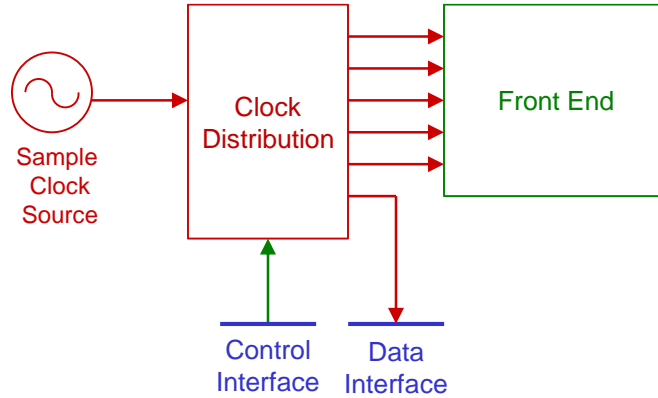 Clock
Distribution
Front End
Sample
Clock
Source
Control
Interface
Data
Interface